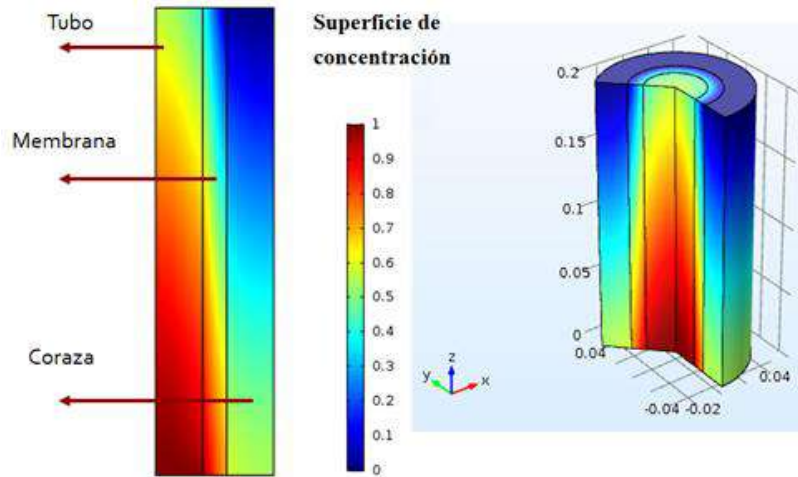 Tubo
Membrana
Coraza
Superficie de
concentración
1
0.9
0.8
0.7
0.6
0.5
0.4
0.3
0.2
0.1
0
0.2
0.15
0.1
0.05
0
0.04
0.04
-0.04 -0.02
y
z
x